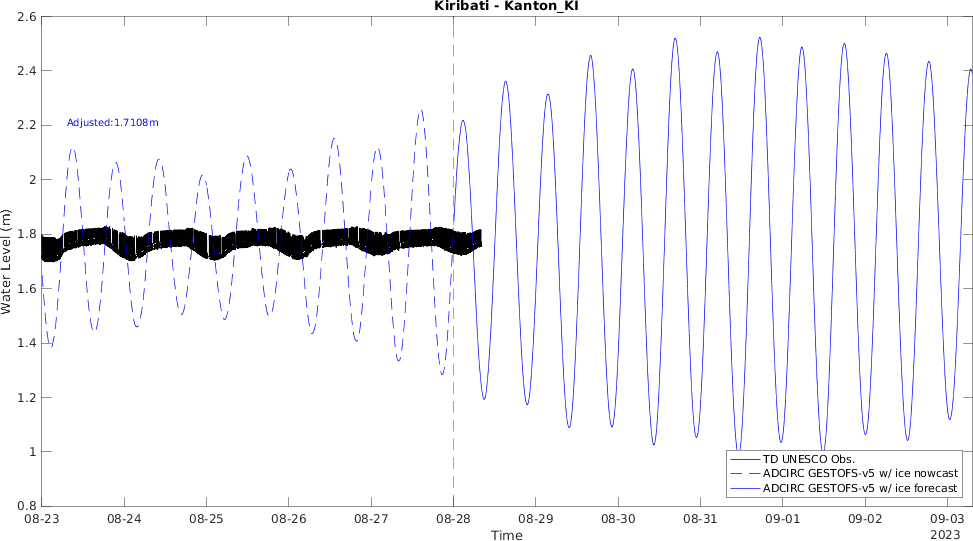 Kiribati - Kanton_KI
2.6
2.4
2.2
2
1.8
1.6
1.4
1.2
1
0.8
Water Level (m)
Adjusted:1.7108m
TD UNESCO Obs.
ADCIRC GESTOFS-v5 w/ ice nowcast
ADCIRC GESTOFS-v5 w/ ice forecast
08-23 08-24 08-25 08-26 08-27 08-28 08-29 08-30 08-31 09-01 09-02 09-03
Time
2023